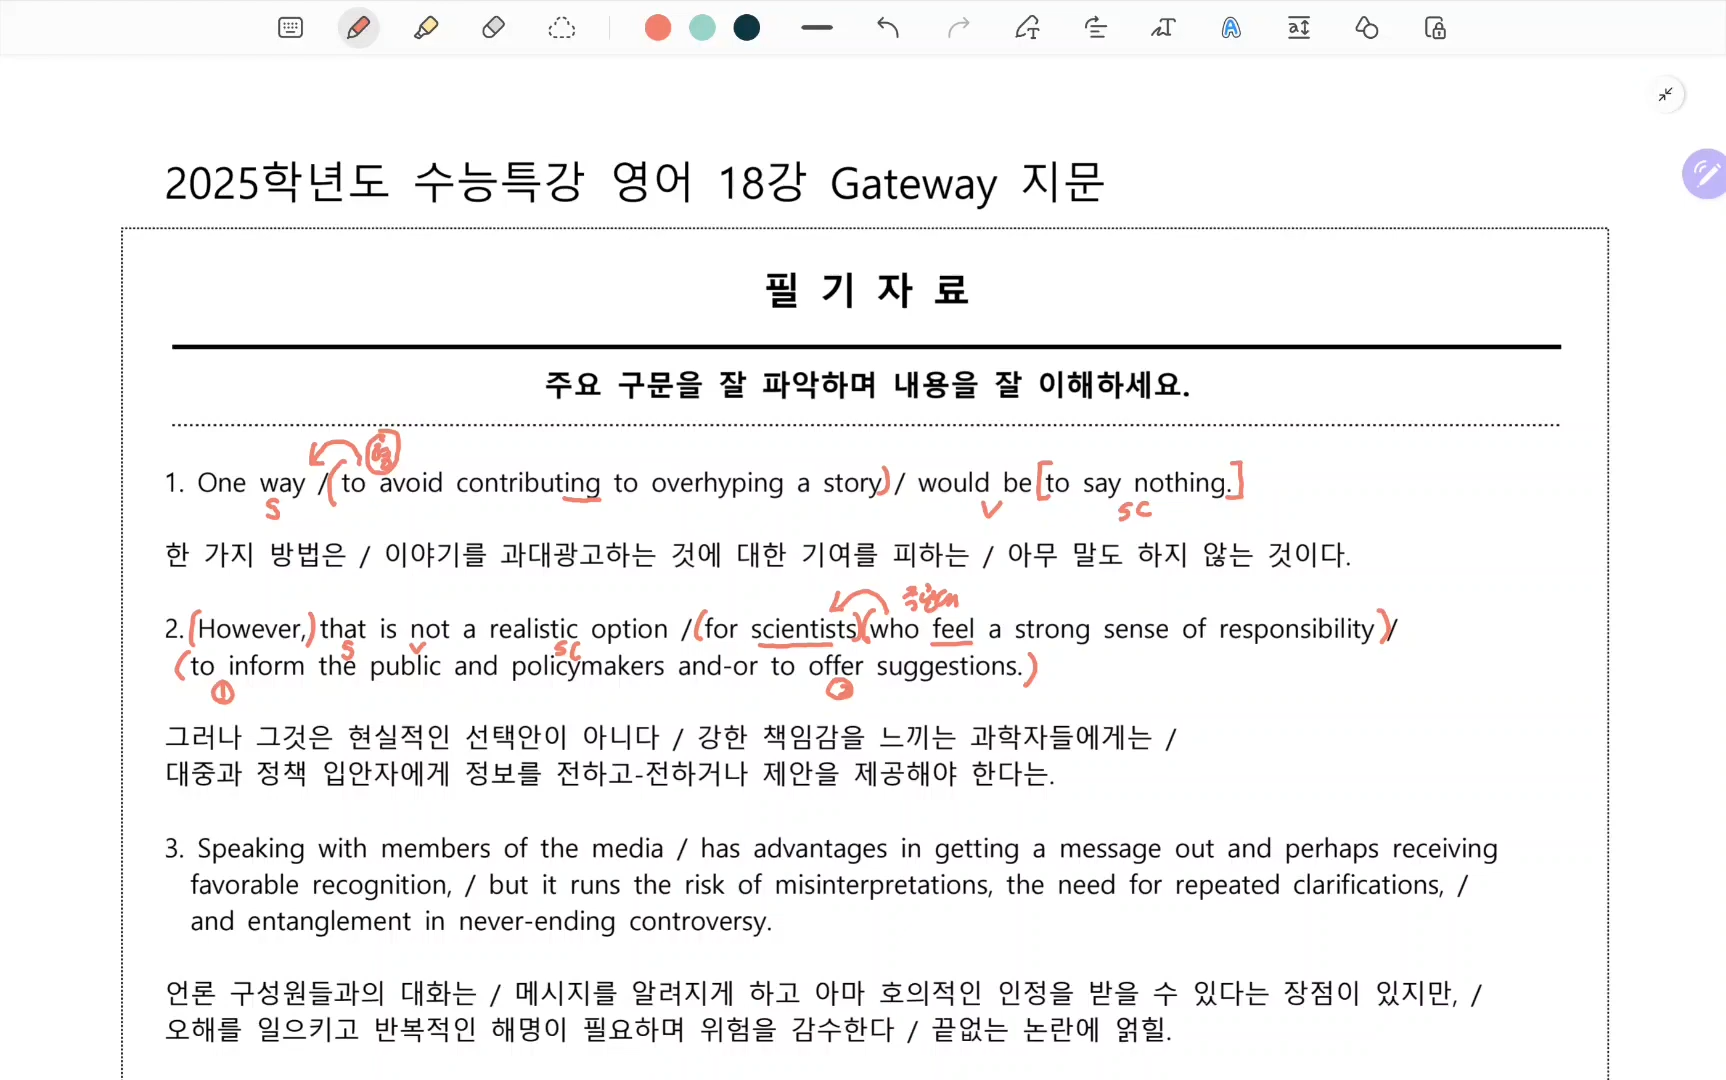 2025학년도 수능특강 영어 18강 Gateway 지문
필 기 자 료
주요 구문을 잘 파악하며 내용을 잘 이해하세요.
형
1. One way / (to avoid contributing to overhyping a story) / would be [to say nothing.]
S V SC
한 가지 방법은 / 이야기를 과대광고하는 것에 대한 기여를 피하는 / 아무 말도 하지 않는 것이다.
주관대
2. (However,) that is not a realistic option / (for scientists)(who feel a strong sense of responsibility) /
S V SC
(to inform the public and policymakers and-or to offer suggestions.)
① ②
그러나 그것은 현실적인 선택안이 아니다 / 강한 책임감을 느끼는 과학자들에게는 /
대중과 정책 입안자에게 정보를 전하고-전하거나 제안을 제공해야 한다는.
3. Speaking with members of the media / has advantages in getting a message out and perhaps receiving
favorable recognition, / but it runs the risk of misinterpretations, the need for repeated clarifications, /
and entanglement in never-ending controversy.
언론 구성원들과의 대화는 / 메시지를 알려지게 하고 아마 호의적인 인정을 받을 수 있다는 장점이 있지만, /
오해를 일으키고 반복적인 해명이 필요하며 위험을 감수한다 / 끝없는 논란에 얽힐.